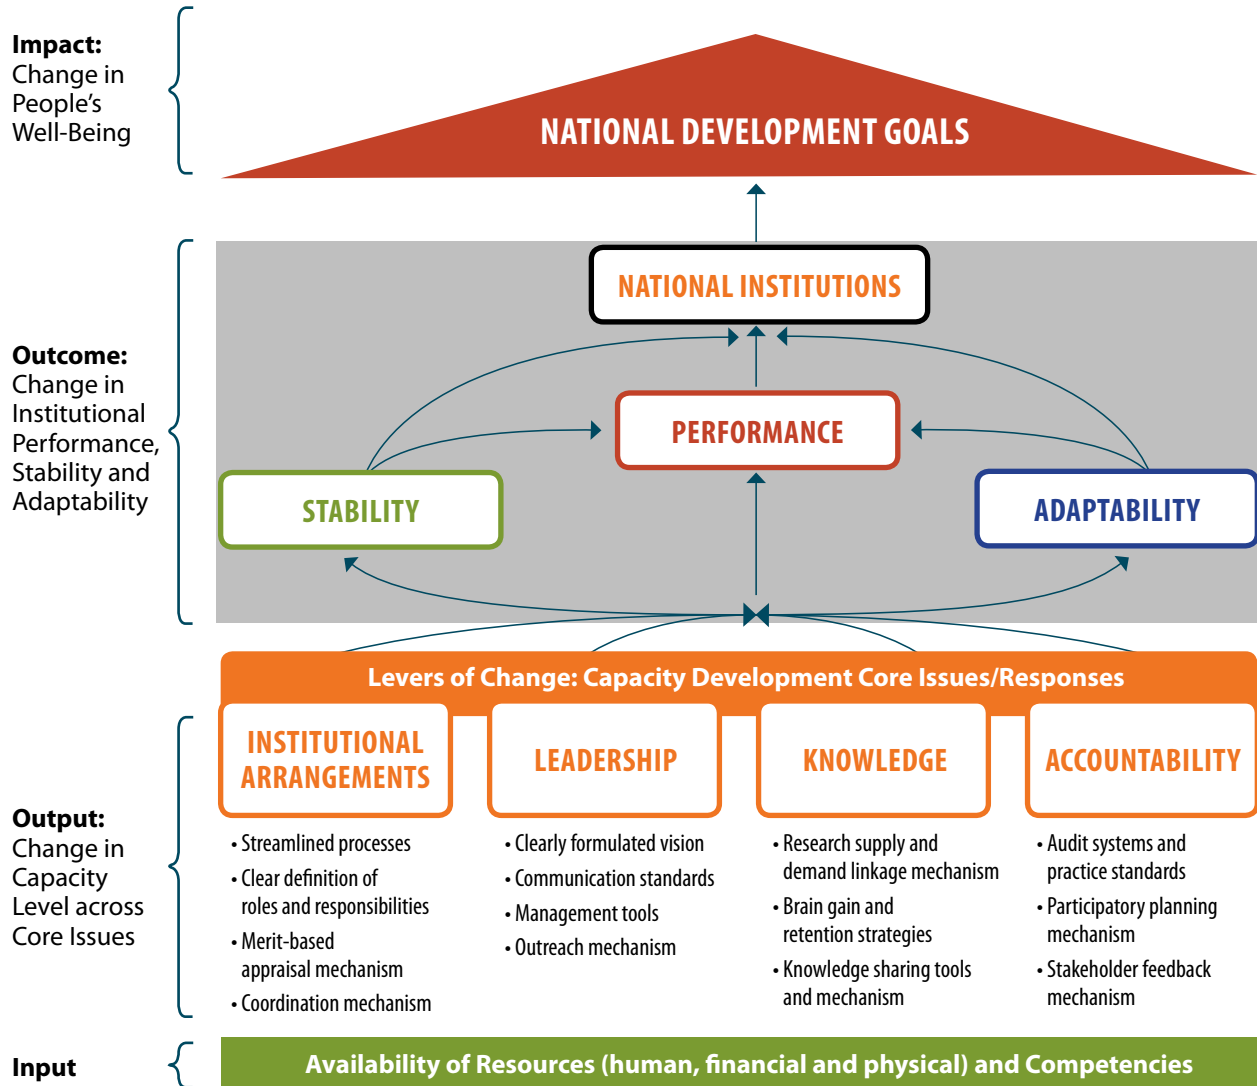 Impact:
Change in
People’s
Well-Being
NATIONAL DEVELOPMENT GOALS
Outcome:
Change in
Institutional
Performance,
Stability and
Adaptability
NATIONAL INSTITUTIONS
PERFORMANCE
STABILITY
ADAPTABILITY
Levers of Change: Capacity Development Core Issues/Responses
Output:
Change in
Capacity
Level across
Core Issues
INSTITUTIONAL
ARRANGEMENTS
• Streamlined processes
• Clear definition of
roles and responsibilities
• Merit-based
appraisal mechanism
• Coordination mechanism
LEADERSHIP
• Clearly formulated vision
• Communication standards
• Management tools
• Outreach mechanism
KNOWLEDGE
• Research supply and
demand linkage mechanism
• Brain gain and
retention strategies
• Knowledge sharing tools
and mechanism
ACCOUNTABILITY
• Audit systems and
practice standards
• Participatory planning
mechanism
• Stakeholder feedback
mechanism
Input
Availability of Resources (human, financial and physical) and Competencies